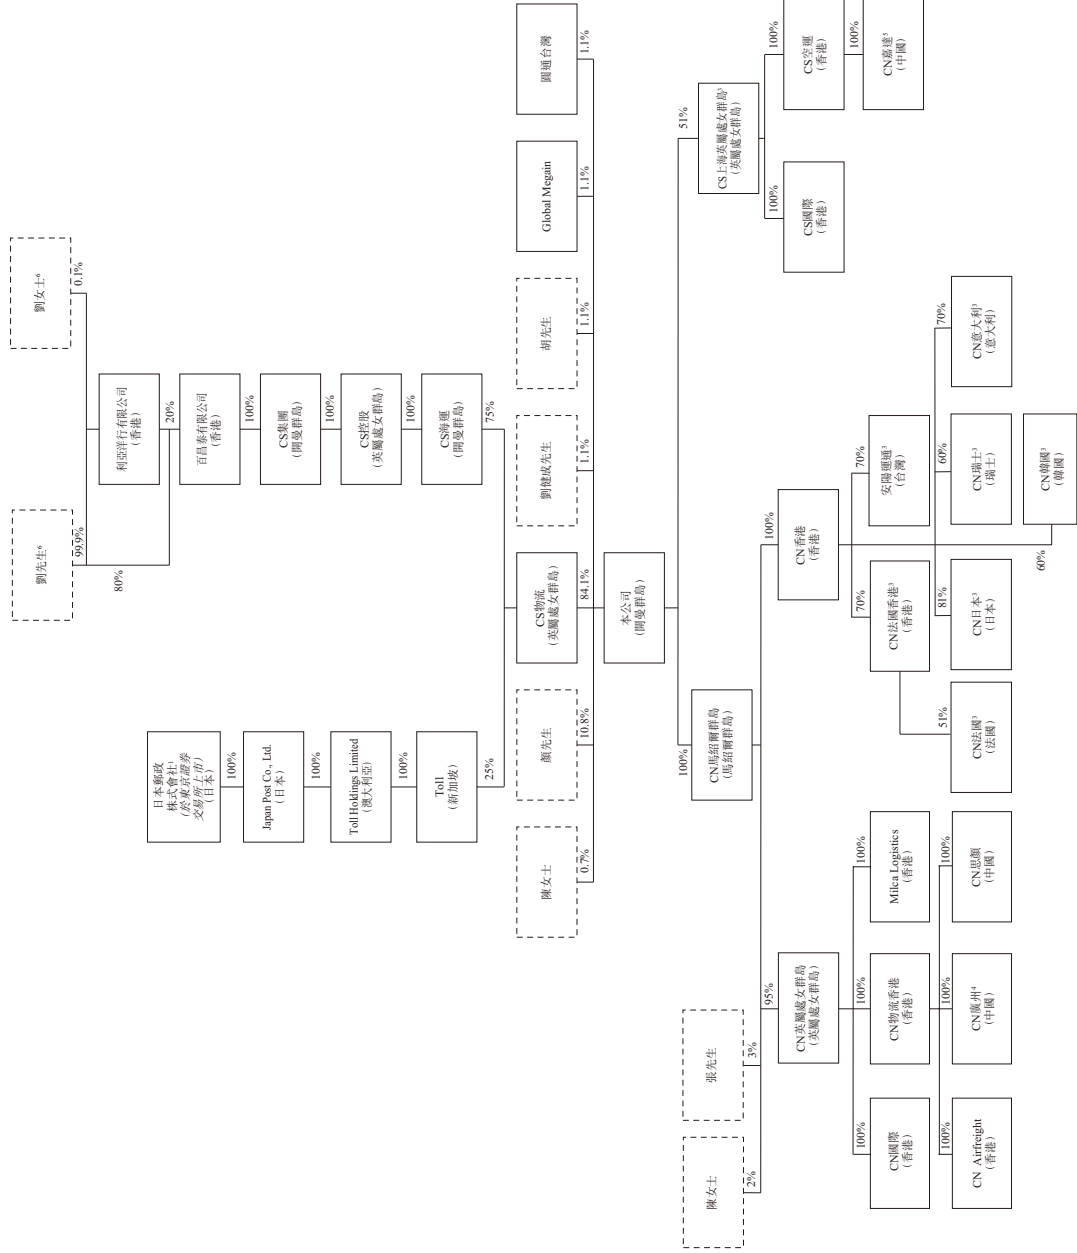 劉先生⁶
劉女士⁶
99.9%
0.1%
80%
利亞洋行有限公司
(香港)
20%
百昌泰有限公司
(香港)
100%
CS集團
(開曼群島)
100%
CS控股
(英屬處女群島)
100%
CS海運
(開曼群島)
75%
日本郵政
株式會社¹
(於東京證券
交易所上市)
(日本)
100%
Japan Post Co., Ltd.
(日本)
100%
Toll Holdings Limited
(澳大利亞)
100%
Toll
(新加坡)
25%
陳女士
0.7%
顏先生
10.8%
CS物流
(英屬處女群島)
84.1%
劉健成先生
1.1%
胡先生
1.1%
Global Megain
1.1%
圓通台灣
1.1%
本公司
(開曼群島)
100%
CN馬紹爾群島
(馬紹爾群島)
51%
CS上海英屬處女群島³
(英屬處女群島)
100%
CS國際
(香港)
100%
CS空運
(香港)
100%
CN嘉達⁵
(中國)
陳女士
2%
張先生
3%
95%
CN英屬處女群島
(英屬處女群島)
100%
CN香港
(香港)
100%
CN國際
(香港)
100%
CN物流香港
(香港)
100%
Milca Logistics
(香港)
100%
CN Airfreight
(香港)
100%
CN廣州⁴
(中國)
100%
CN思顏
(中國)
70%
CN法國香港³
(香港)
70%
安陽運通³
(台灣)
51%
CN法國³
(法國)
81%
CN日本³
(日本)
60%
CN瑞士³
(瑞士)
70%
CN意大利³
(意大利)
60%
CN韓國³
(韓國)